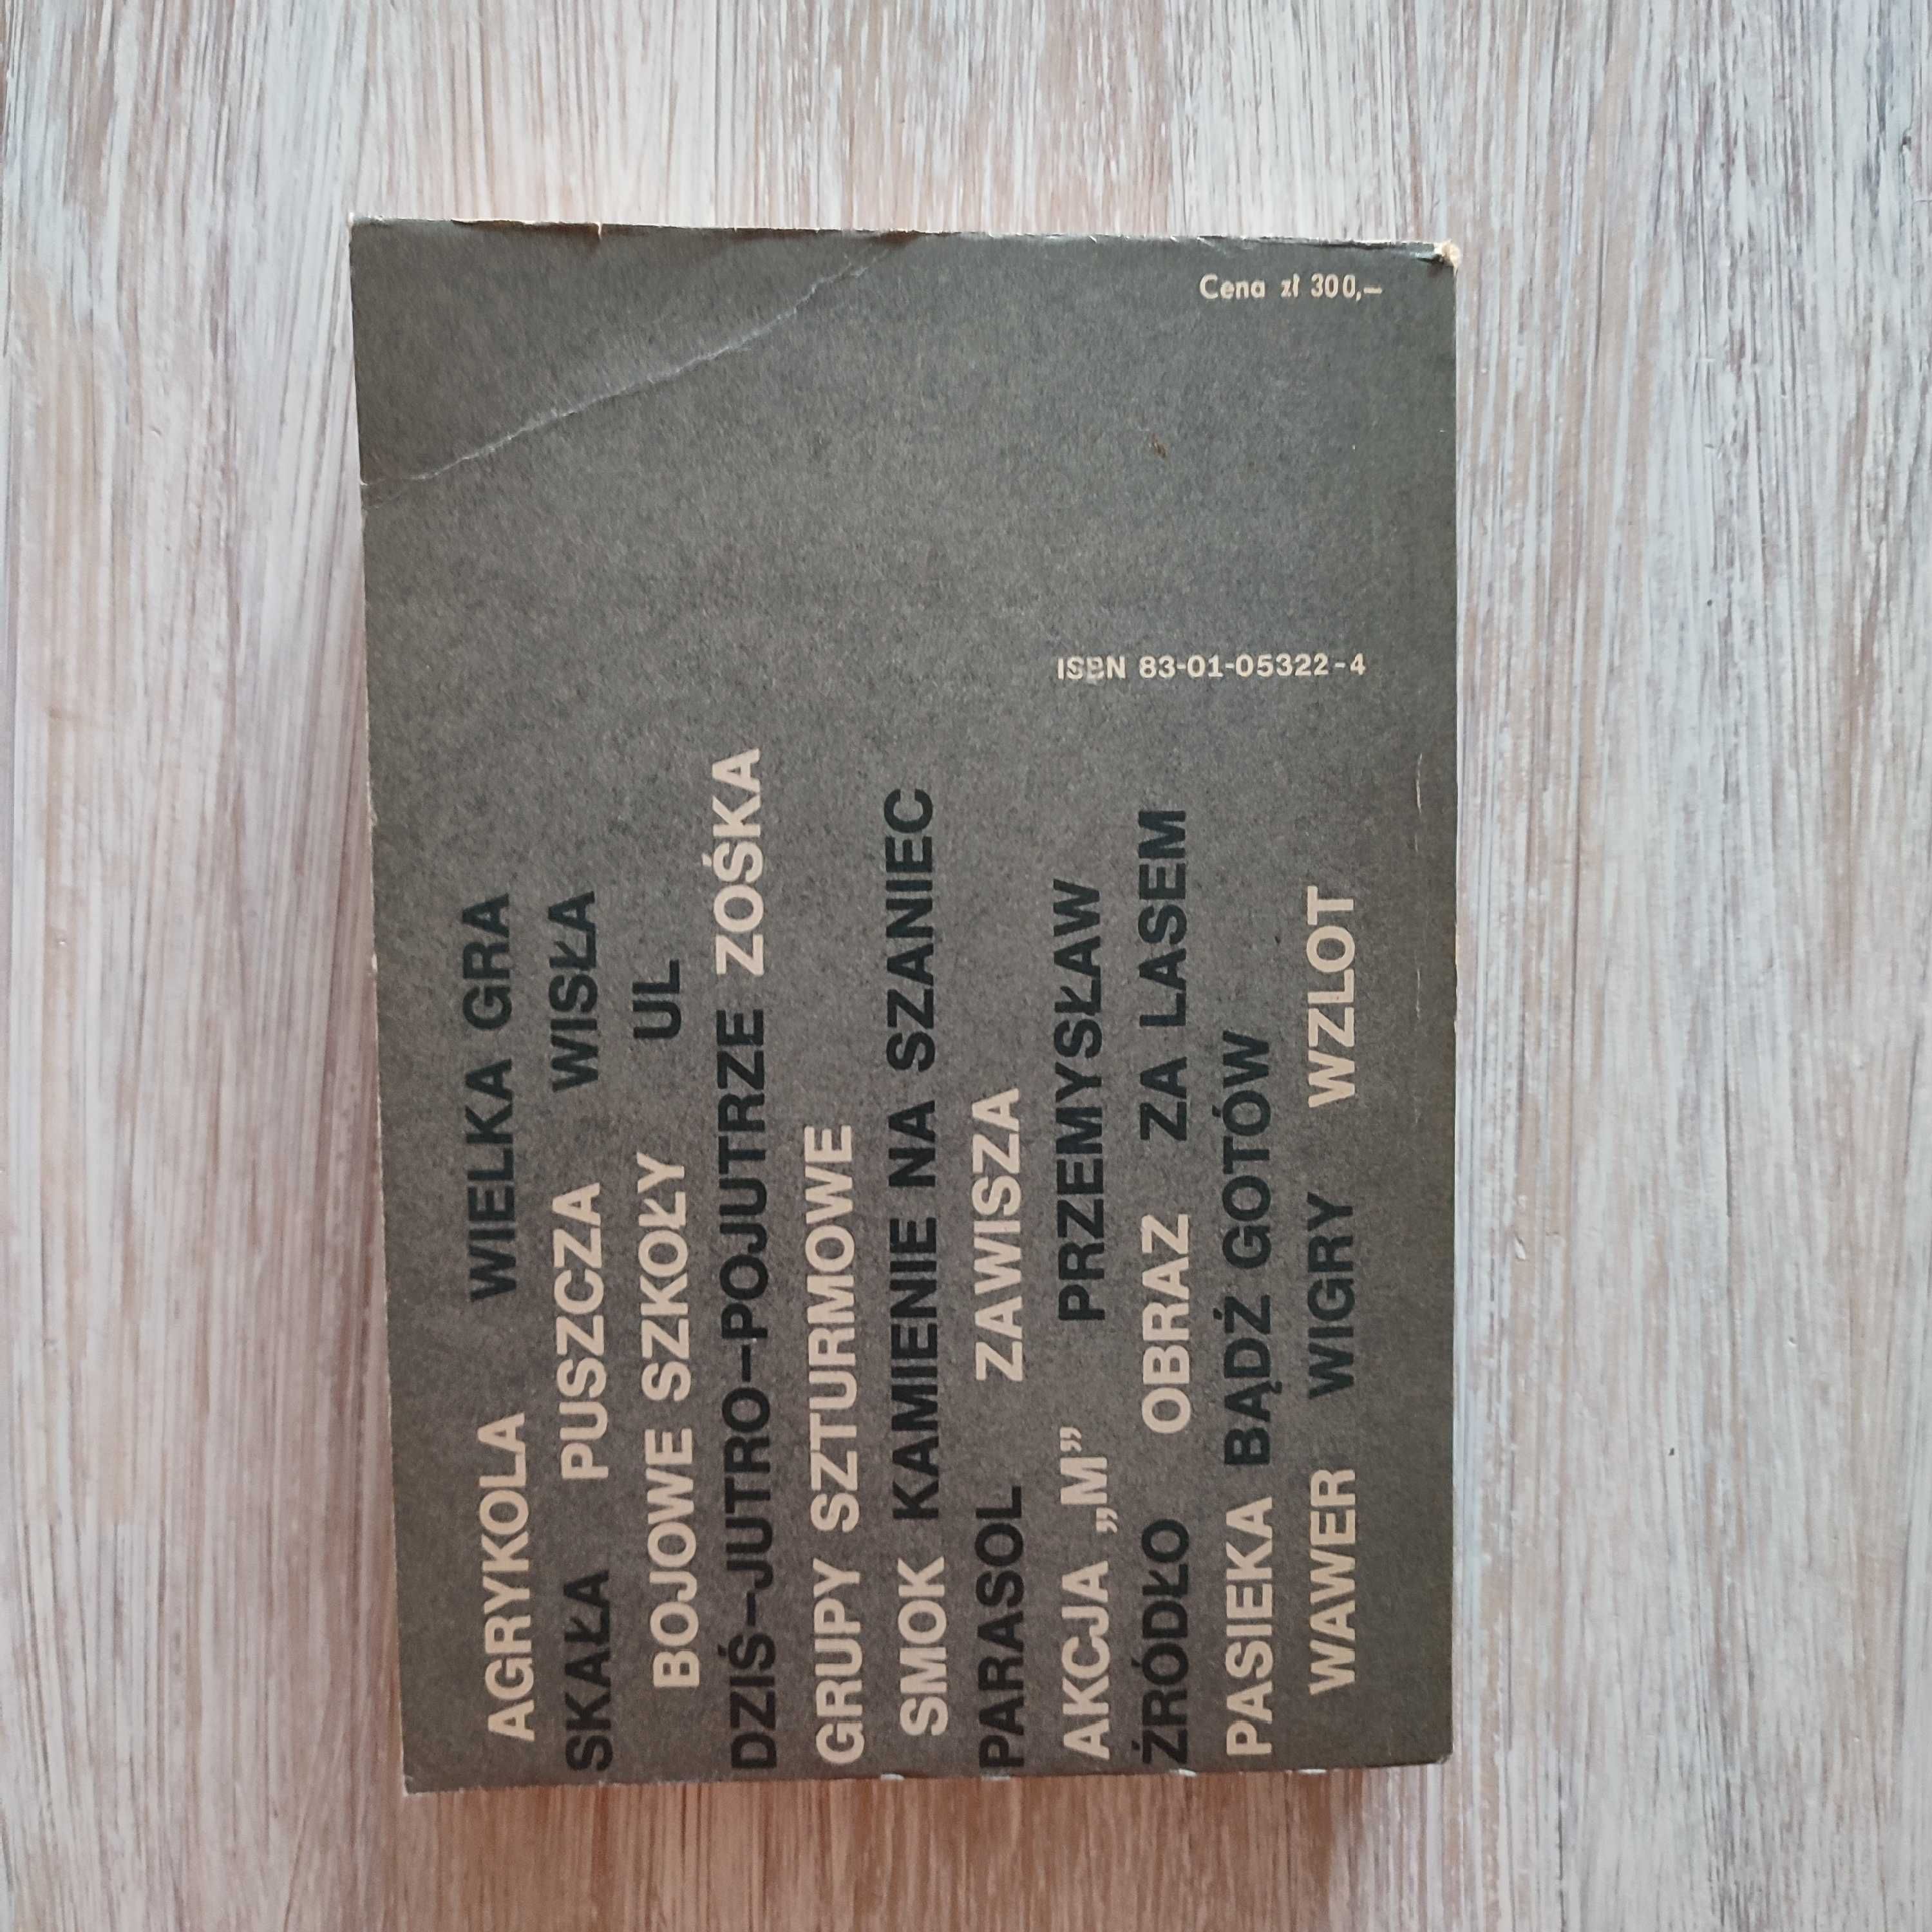 Cena zł 300,—
ISBN 83-01-05322-4
AGRYKOLA WIELKA GRA
SKAŁA PUSZCZA WISŁA
BOJOWE SZKOŁY UL
DZIŚ–JUTRO–POJUTRZE ZOŚKA
GRUPY SZTURMOWE
SMOK KAMIENIE NA SZANIEC
PARASOL ZAWISZA
AKCJA „M” PRZEMYSŁAW
ŹRÓDŁO OBRAZ ZA LASEM
PASIEKA BĄDŹ GOTÓW
WAWER WIGRY WZLOT